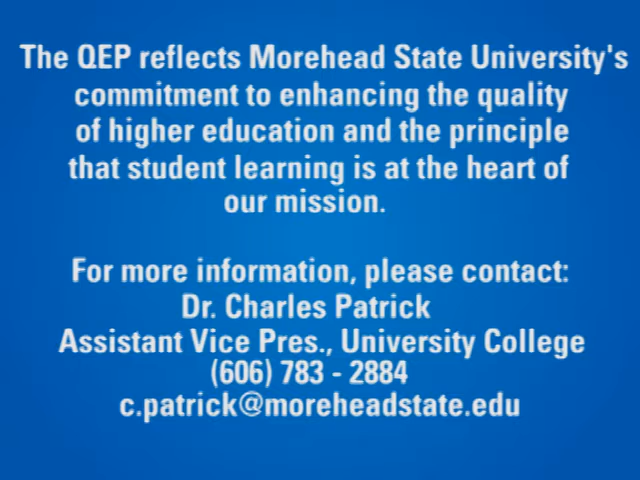 The QEP reflects Morehead State University's
commitment to enhancing the quality
of higher education and the principle
that student learning is at the heart of
our mission.
For more information, please contact:
Dr. Charles Patrick
Assistant Vice Pres., University College
(606) 783 - 2884
c.patrick@moreheadstate.edu